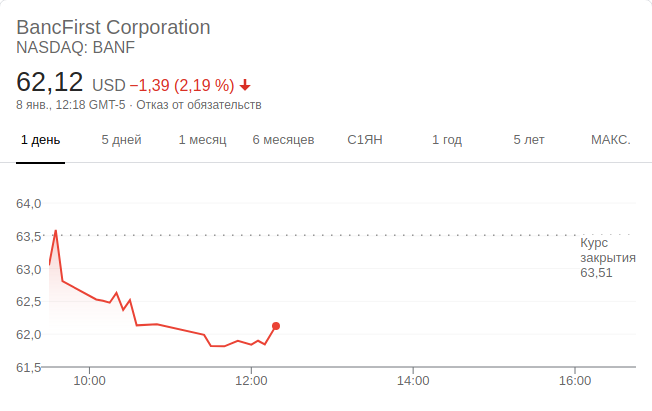 BancFirst Corporation
NASDAQ: BANF
62,12 USD −1,39 (2,19 %)
8 янв., 12:18 GMT-5 · Отказ от обязательств
1 день 5 дней 1 месяц 6 месяцев С1ЯН 1 год 5 лет МАКС.
64,0
63,5
Курс
закрытия
63,51
63,0
62,5
62,0
61,5
10:00 12:00 14:00 16:00